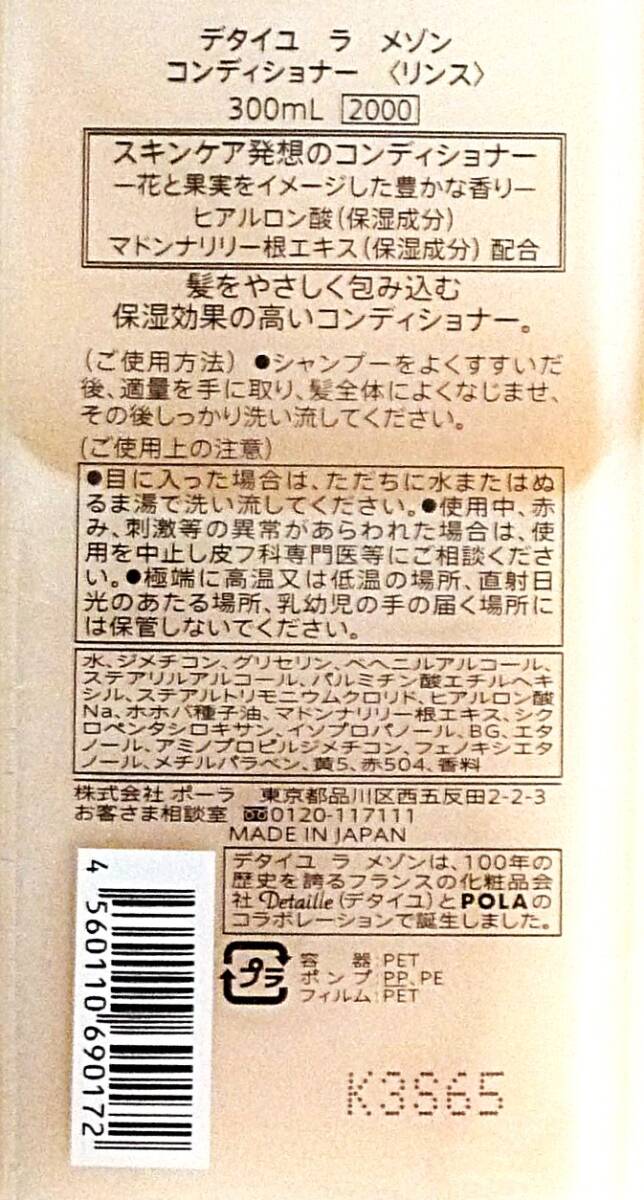 デタイユ ラ メゾン
コンディショナー 〈リンス〉
300mL 2000
スキンケア発想のコンディショナー
―花と果実をイメージした豊かな香り―
ヒアルロン酸(保湿成分)
マドンナリリー根エキス(保湿成分) 配合
髪をやさしく包み込む
保湿効果の高いコンディショナー。
(ご使用方法) ●シャンプーをよくすすいだ
後、適量を手に取り、髪全体によくなじませ、
その後しっかり洗い流してください。
(ご使用上の注意)
●目に入った場合は、ただちに水またはぬ
るま湯で洗い流してください。●使用中、赤
み、刺激等の異常があらわれた場合は、使
用を中止し皮フ科専門医等にご相談くださ
い。●極端に高温又は低温の場所、直射日
光のあたる場所、乳幼児の手の届く場所に
は保管しないでください。
水、ジメチコン、グリセリン、ベヘニルアルコール、
ステアリルアルコール、パルミチン酸エチルヘキ
シル、ステアルトリモニウムクロリド、ヒアルロン酸
Na、ホホバ種子油、マドンナリリー根エキス、シク
ロペンタシロキサン、イソプロパノール、BG、エタ
ノール、アミノプロピルジメチコン、フェノキシエタ
ノール、メチルパラベン、黄5、赤504、香料
株式会社 ポーラ 東京都品川区西五反田2-2-3
お客さま相談室 0120-117111
MADE IN JAPAN
デタイユ ラ メゾンは、100年の
歴史を誇るフランスの化粧品会
社 Detaille (デタイユ) と POLAの
コラボレーションで誕生しました。
プラ
容 器:PET
ポンプ:PP、PE
フィルム:PET
4 560110 690172
K3S65